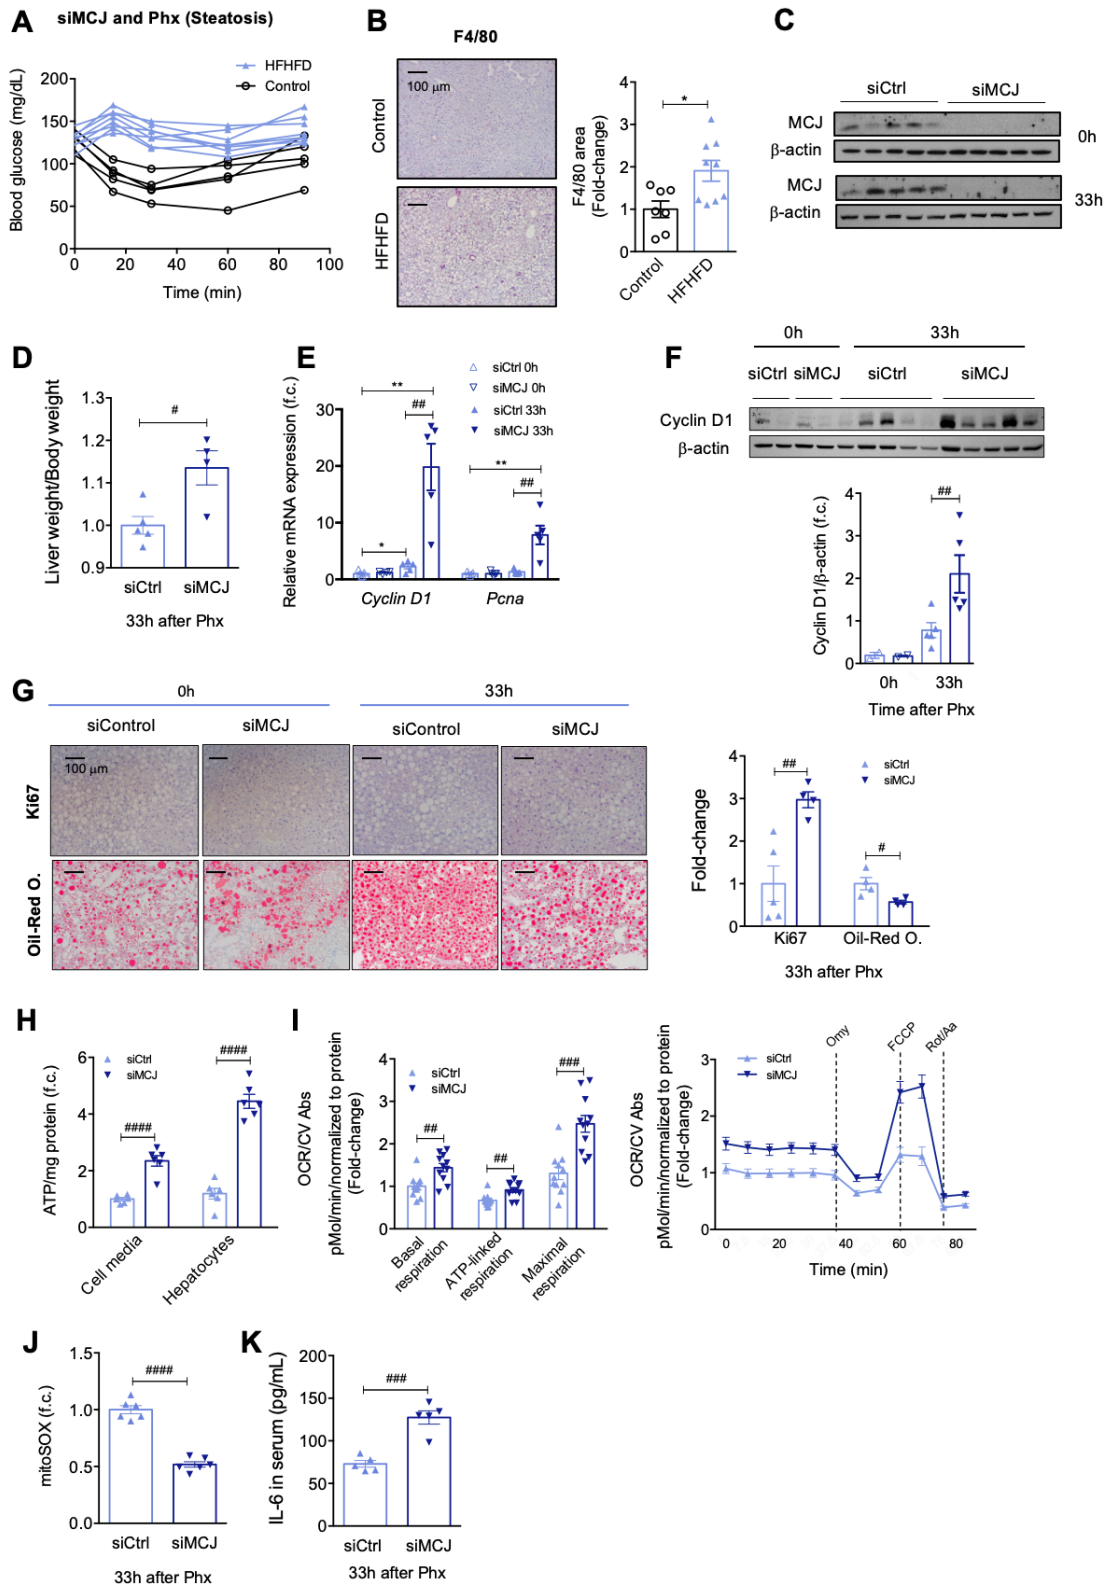 A
siMCJ and Phx (Steatosis)
HFHFD
Control
Blood glucose (mg/dL)
200
150
100
50
0
0
20
40
60
80
100
Time (min)
B
F4/80
100 μm
Control
HFHFD
F4/80 area
(Fold-change)
4
3
2
1
0
*
Control
HFHFD
C
siCtrl
siMCJ
MCJ
β-actin
0h
MCJ
β-actin
33h
D
Liver weight/Body weight
1.3
1.2
1.1
1.0
0.9
#
siCtrl
siMCJ
33h after Phx
E
Relative mRNA expression (f.c.)
30
20
10
0
siCtrl 0h
siMCJ 0h
siCtrl 33h
siMCJ 33h
**
##
*
**
##
Cyclin D1
Pcna
F
0h
33h
siCtrl
siMCJ
siCtrl
siMCJ
Cyclin D1
β-actin
Cyclin D1/β-actin (f.c.)
4
3
2
1
0
##
0h
33h
Time after Phx
G
0h
33h
siControl
siMCJ
siControl
siMCJ
Ki67
100 μm
Oil-Red O.
Fold-change
4
3
2
1
0
##
#
siCtrl
siMCJ
Ki67
Oil-Red O.
33h after Phx
H
ATP/mg protein (f.c.)
6
4
2
0
siCtrl
siMCJ
####
####
Cell media
Hepatocytes
I
OCR/CV Abs
pMol/min/normalized to protein
(Fold-change)
4
3
2
1
0
siCtrl
siMCJ
##
##
###
Basal
respiration
ATP-linked
respiration
Maximal
respiration
OCR/CV Abs
pMol/min/normalized to protein
(Fold-change)
3
2
1
0
siCtrl
siMCJ
Omy
FCCP
Rot/Aa
0
20
40
60
80
Time (min)
J
mitoSOX (f.c.)
1.5
1.0
0.5
0.0
####
siCtrl
siMCJ
33h after Phx
K
IL-6 in serum (pg/mL)
200
150
100
50
0
###
siCtrl
siMCJ
33h after Phx